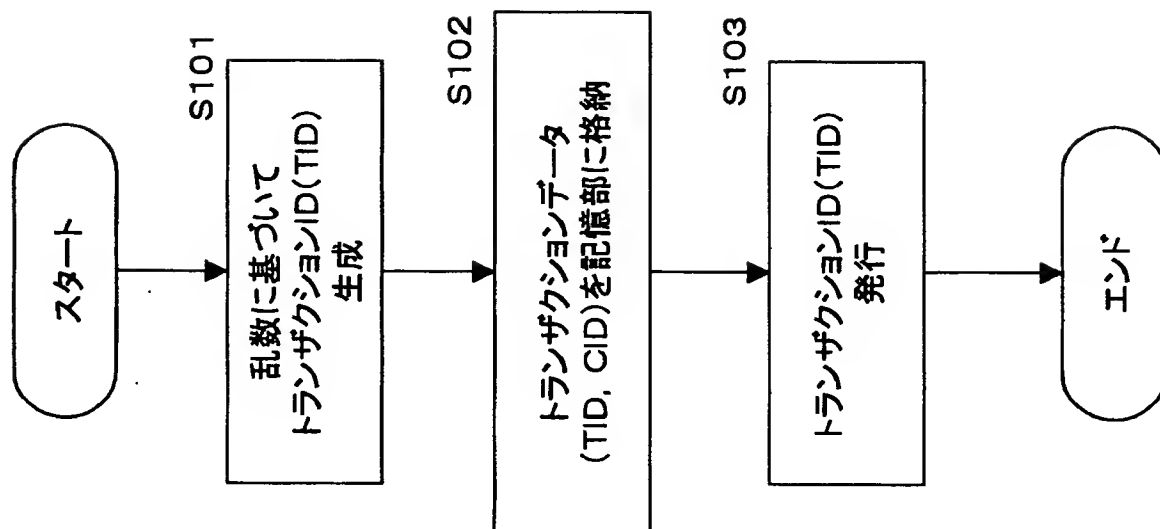 スタート
S101
乱数に基づいて
トランザクションID(TID)
生成
S102
トランザクションデータ
(TID, CID)を記憶部に格納
S103
トランザクションID(TID)
発行
エンド